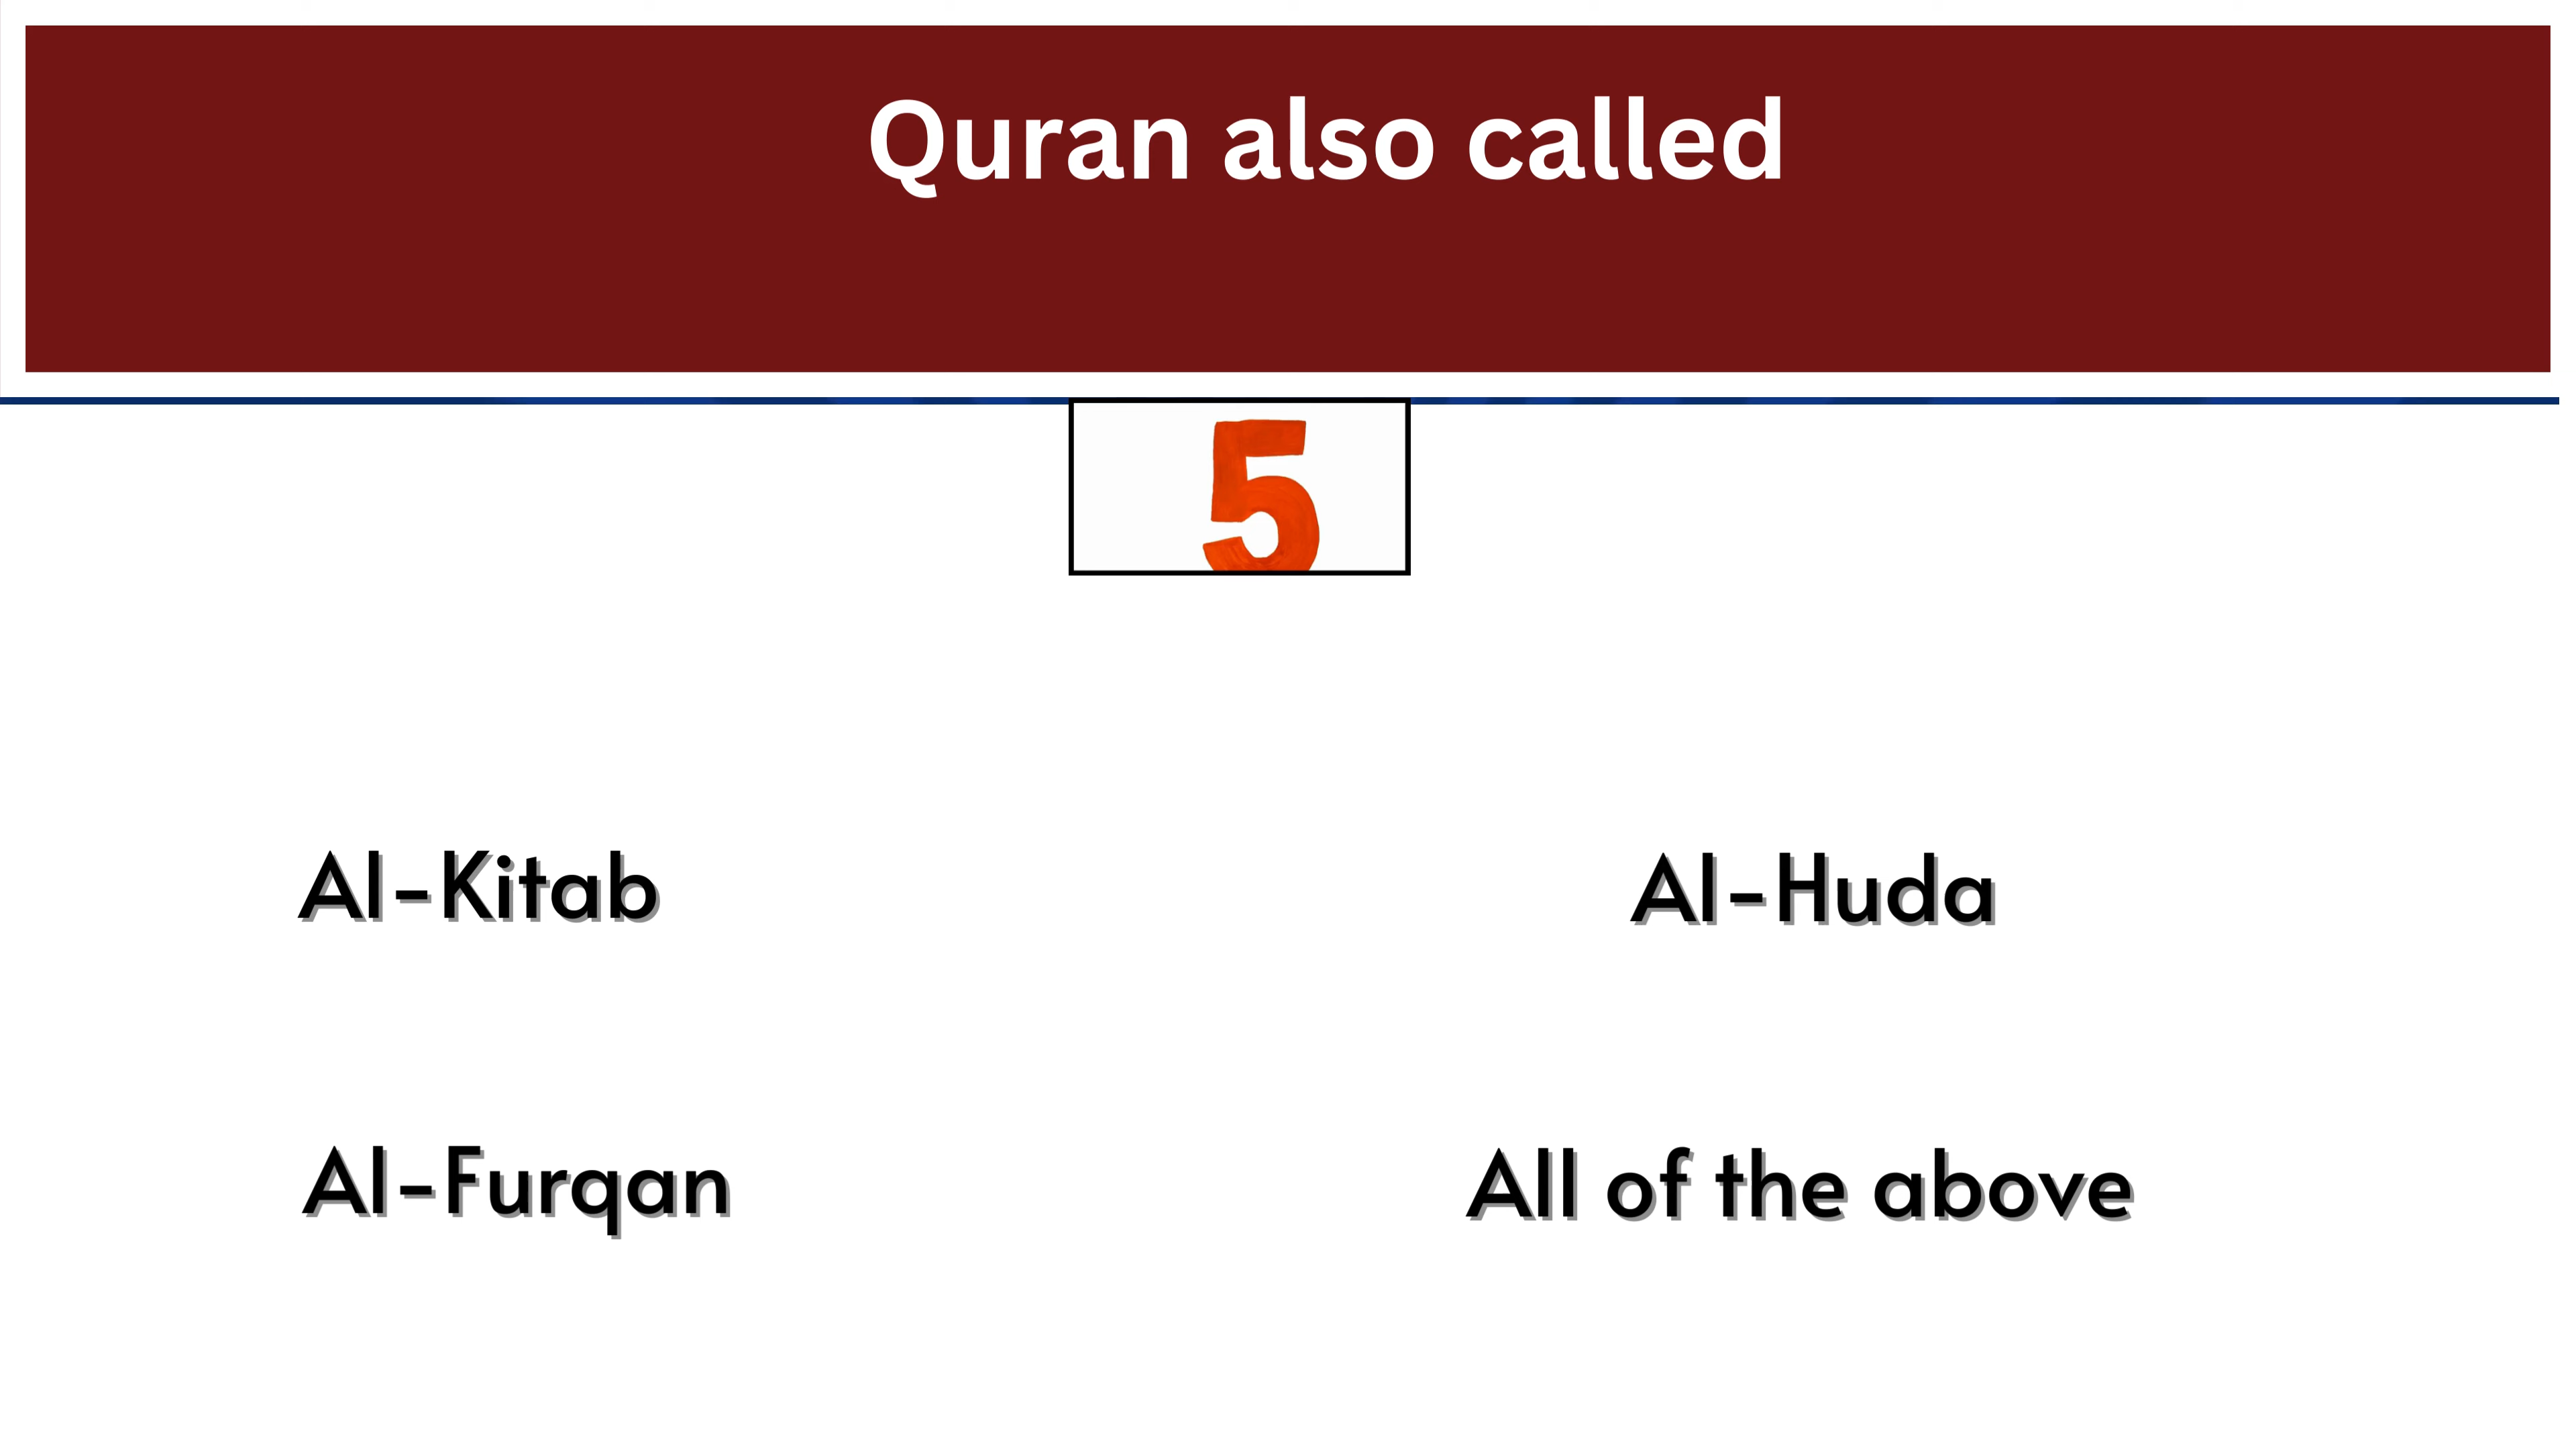 Quran also called
5
Al-Kitab
Al-Huda
Al-Furqan
All of the above